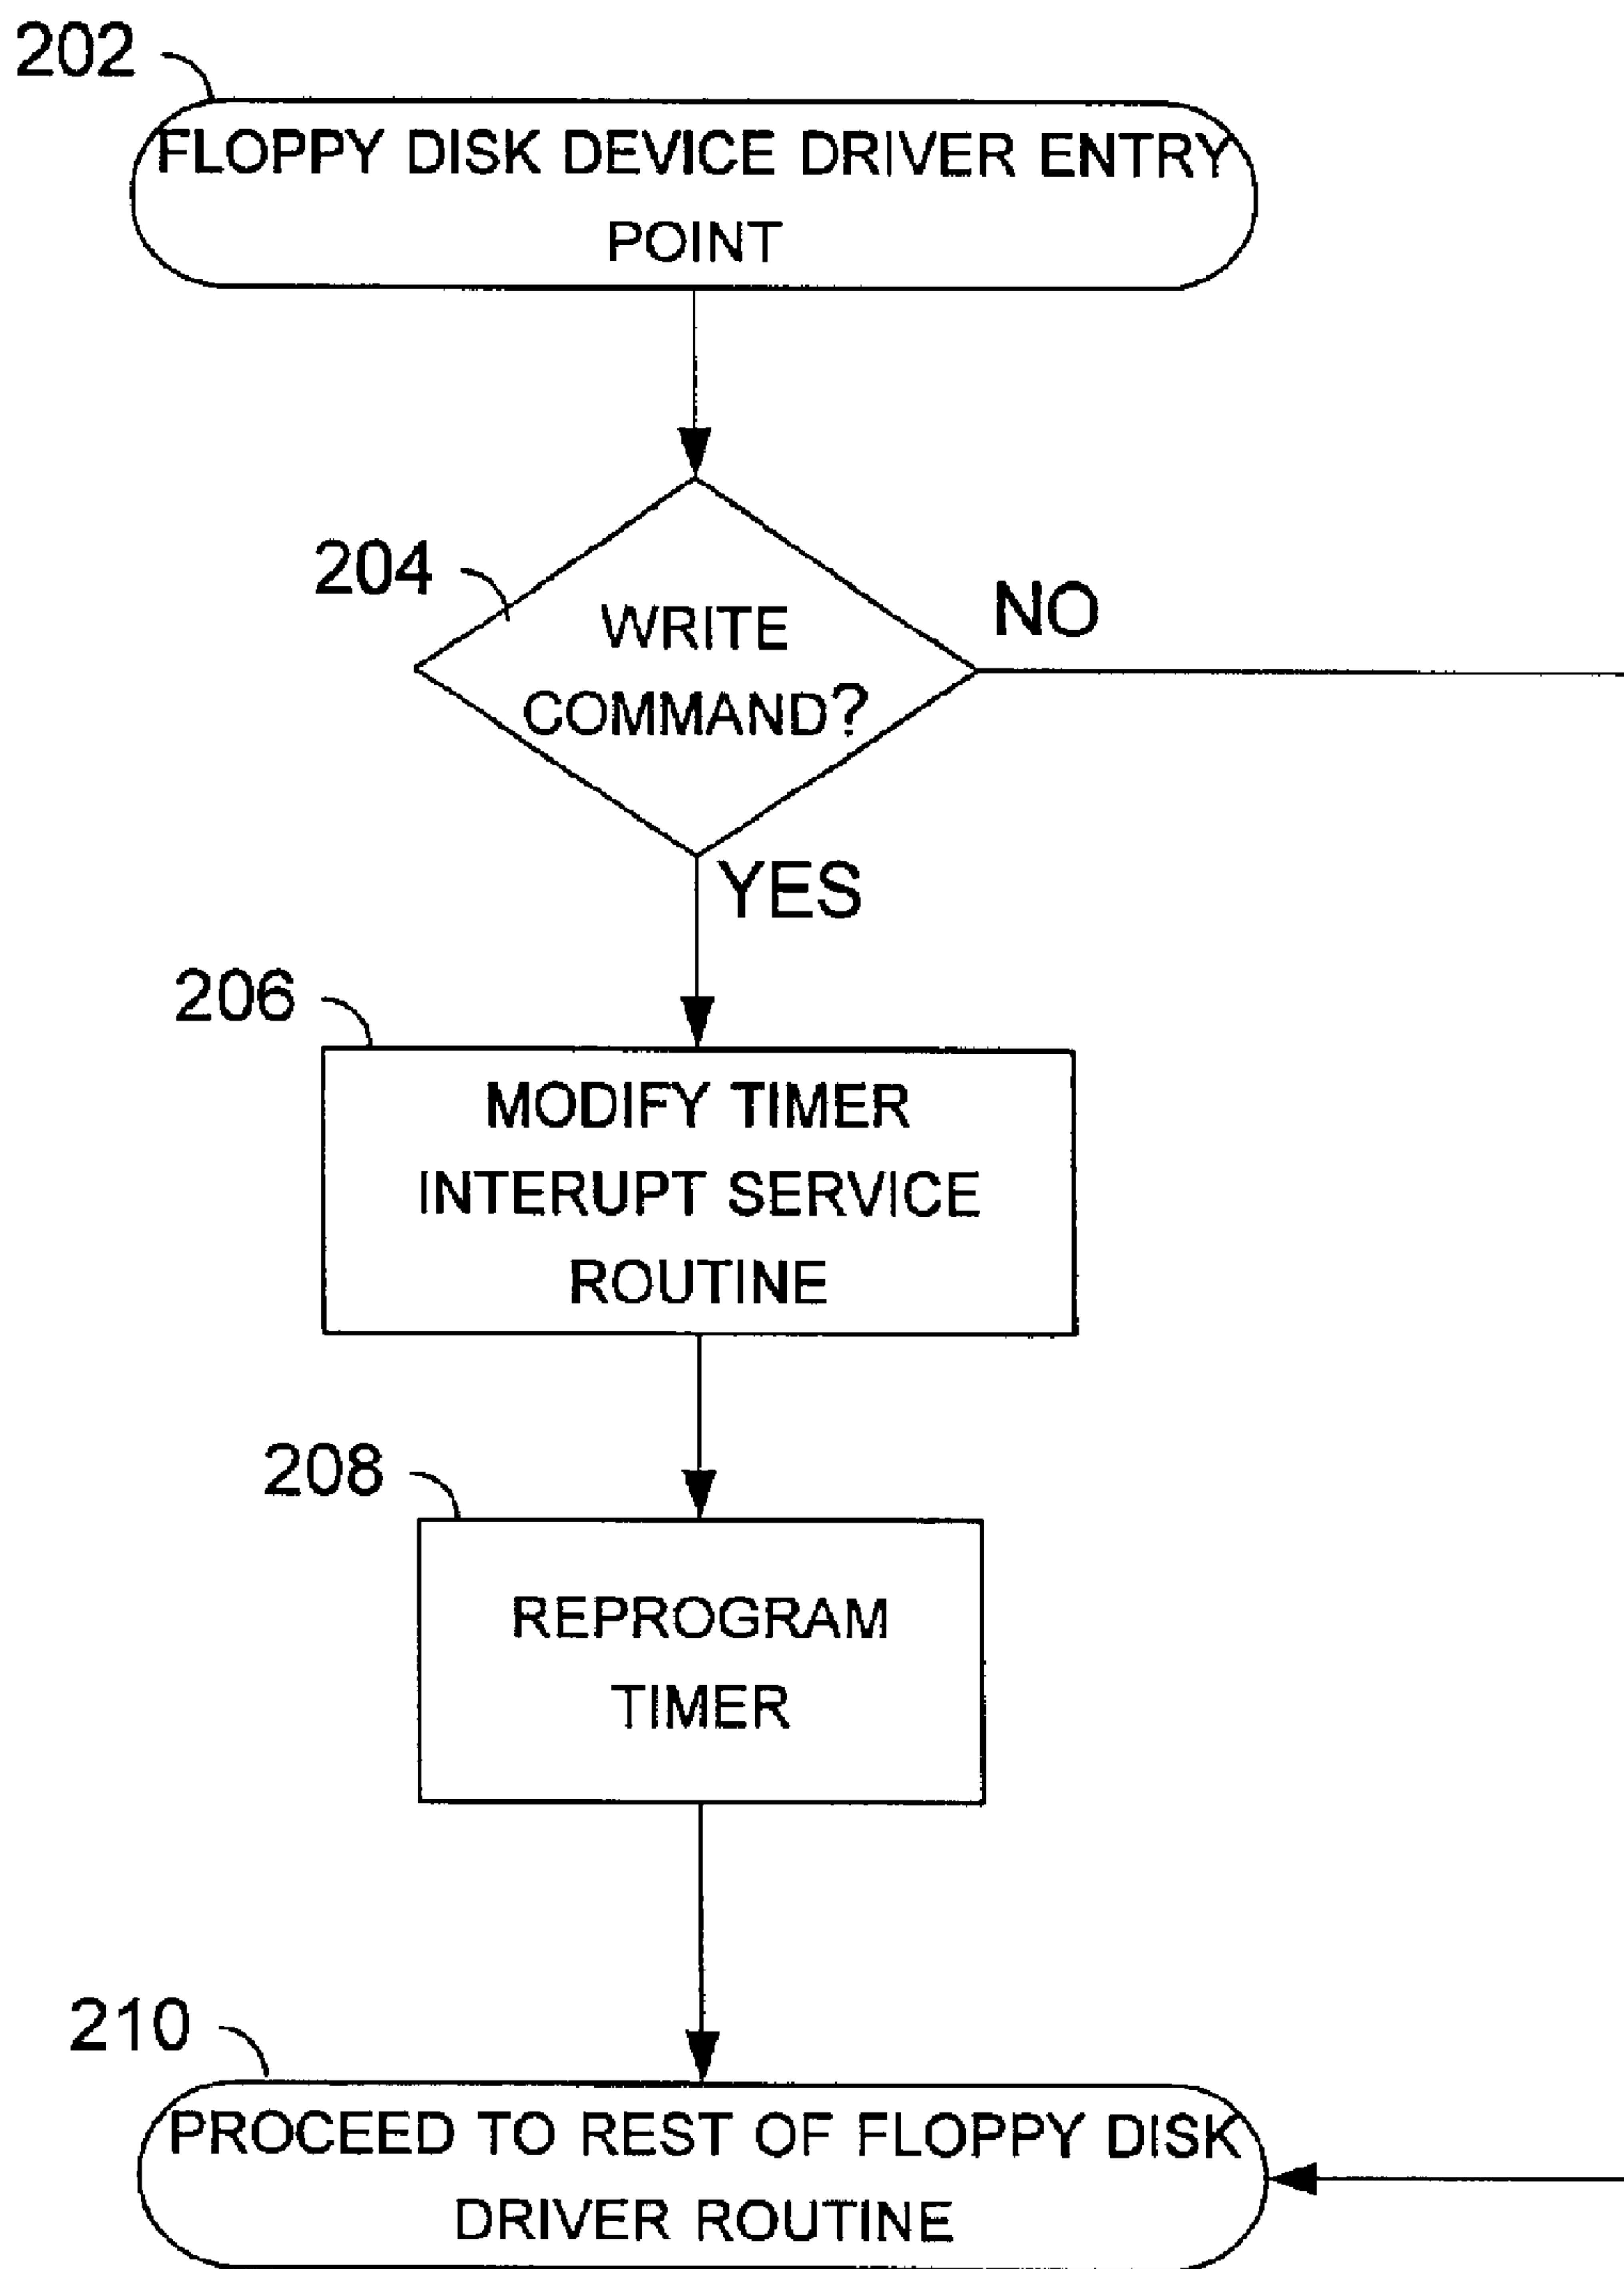 202
FLOPPY DISK DEVICE DRIVER ENTRY
POINT
204
WRITE
COMMAND?
NO
YES
206
MODIFY TIMER
INTERUPT SERVICE
ROUTINE
208
REPROGRAM
TIMER
210
PROCEED TO REST OF FLOPPY DISK
DRIVER ROUTINE